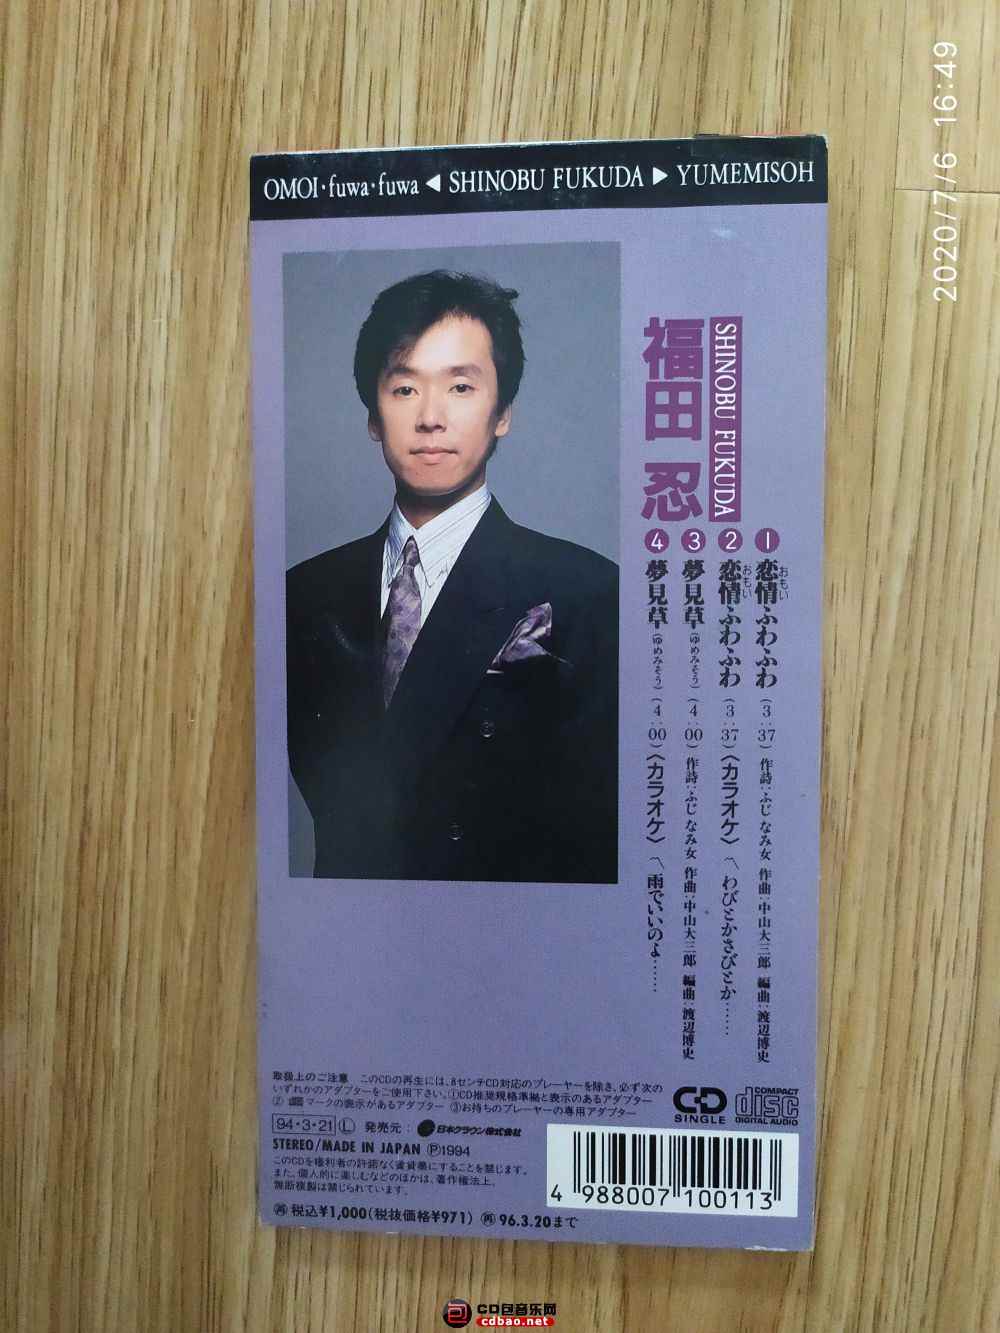 2020/7/6 16:49
OMOI・fuwa・fuwa ◀ SHINOBU FUKUDA ▶ YUMEMISOH
福田 忍
SHINOBU FUKUDA
1 恋情ふわふわ (3:37) 作詩:ふじ なみ女 作曲:中山大三郎 編曲:渡辺博史
おもい
2 恋情ふわふわ (3:37) 〈カラオケ〉 〽わびとかさびとか……
おもい
3 夢見草 (ゆめみそう) (4:00) 作詩:ふじ なみ女 作曲:中山大三郎 編曲:渡辺博史
4 夢見草 (ゆめみそう) (4:00) 〈カラオケ〉 〽雨でいいのよ……
取扱上のご注意 このCDの再生には、8センチCD対応のプレーヤーを除き、必ず次の
いずれかのアダプターをご使用下さい。①CD推奨規格準拠と表示のあるアダプター
② マークの表示があるアダプター ③お持ちのプレーヤーの専用アダプター
94・3・21 L 発売元: 日本クラウン株式会社
STEREO/MADE IN JAPAN Ⓟ1994
このCDを権利者の許諾なく賃貸業に使用することを禁じます。
また、個人的に楽しむなどのほかは、著作権法上、
無断複製は禁じられています。
再 税込¥1,000(税抜価格¥971) 再 96.3.20まで
CD SINGLE
COMPACT disc DIGITAL AUDIO
4 988007 100113
CD包音乐网
cdbao.net